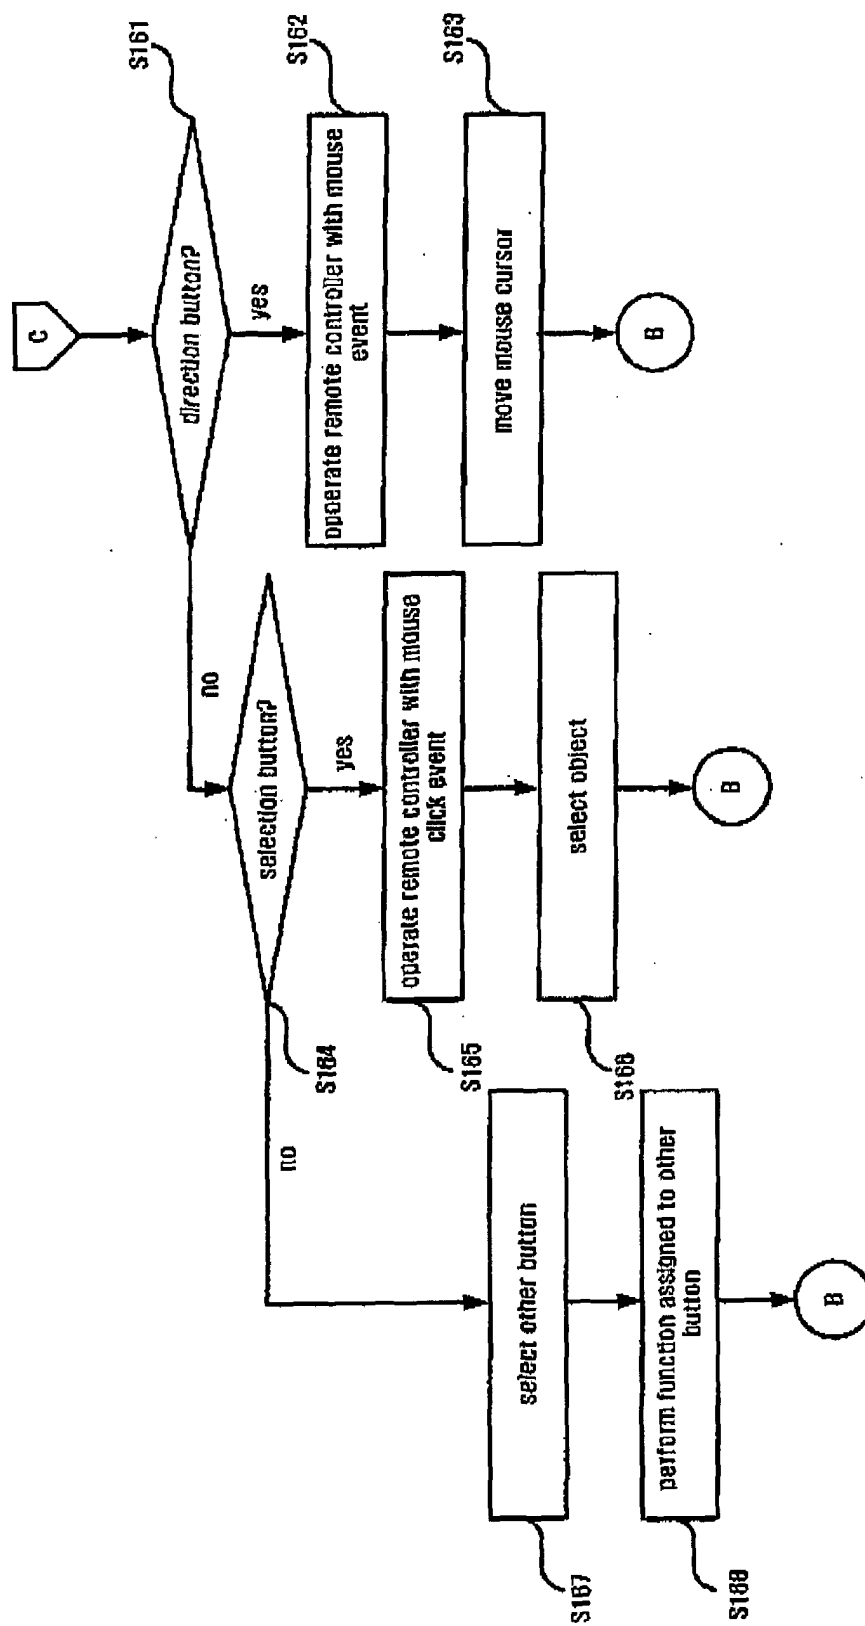 C
direction button?
S161
yes
no
opoerate remote controller with mouse
event
S162
move mouse cursor
S163
B
selection button?
S164
yes
no
operate remote controller with mouse
click event
S165
select object
S166
B
select other button
S167
perform function assigned to other
button
S168
B